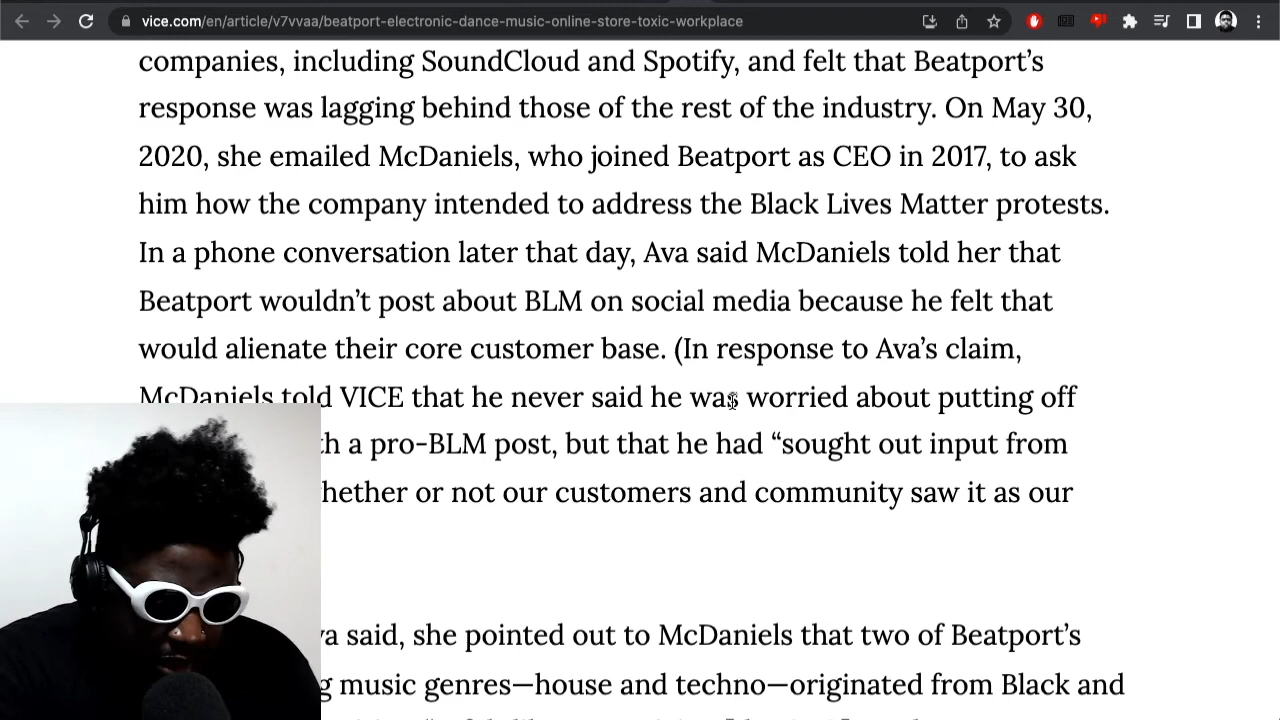 vice.com/en/article/v7vvaa/beatport-electronic-dance-music-online-store-toxic-workplace
companies, including SoundCloud and Spotify, and felt that Beatport’s
response was lagging behind those of the rest of the industry. On May 30,
2020, she emailed McDaniels, who joined Beatport as CEO in 2017, to ask
him how the company intended to address the Black Lives Matter protests.
In a phone conversation later that day, Ava said McDaniels told her that
Beatport wouldn’t post about BLM on social media because he felt that
would alienate their core customer base. (In response to Ava’s claim,
McDaniels told VICE that he never said he was worried about putting off
a pro-BLM post, but that he had “sought out input from
or not our customers and community saw it as our
said, she pointed out to McDaniels that two of Beatport’s
music genres—house and techno—originated from Black and